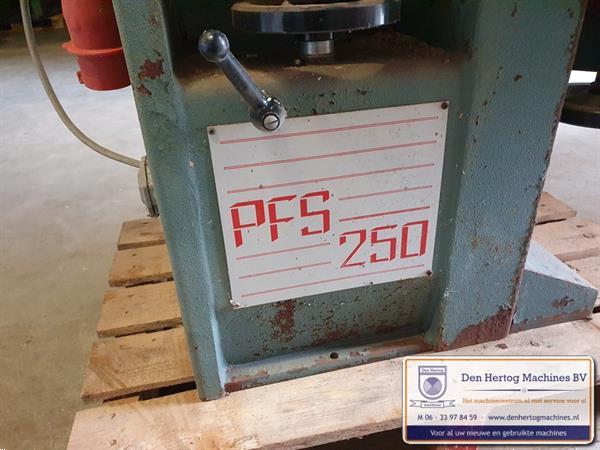 PFS
250
Den Hertog
Den Hertog Machines BV
Het machinecentrum.nl met service voor u!
M 06 - 33 97 84 59 - www.denhertogmachines.nl
Voor al uw nieuwe en gebruikte machines